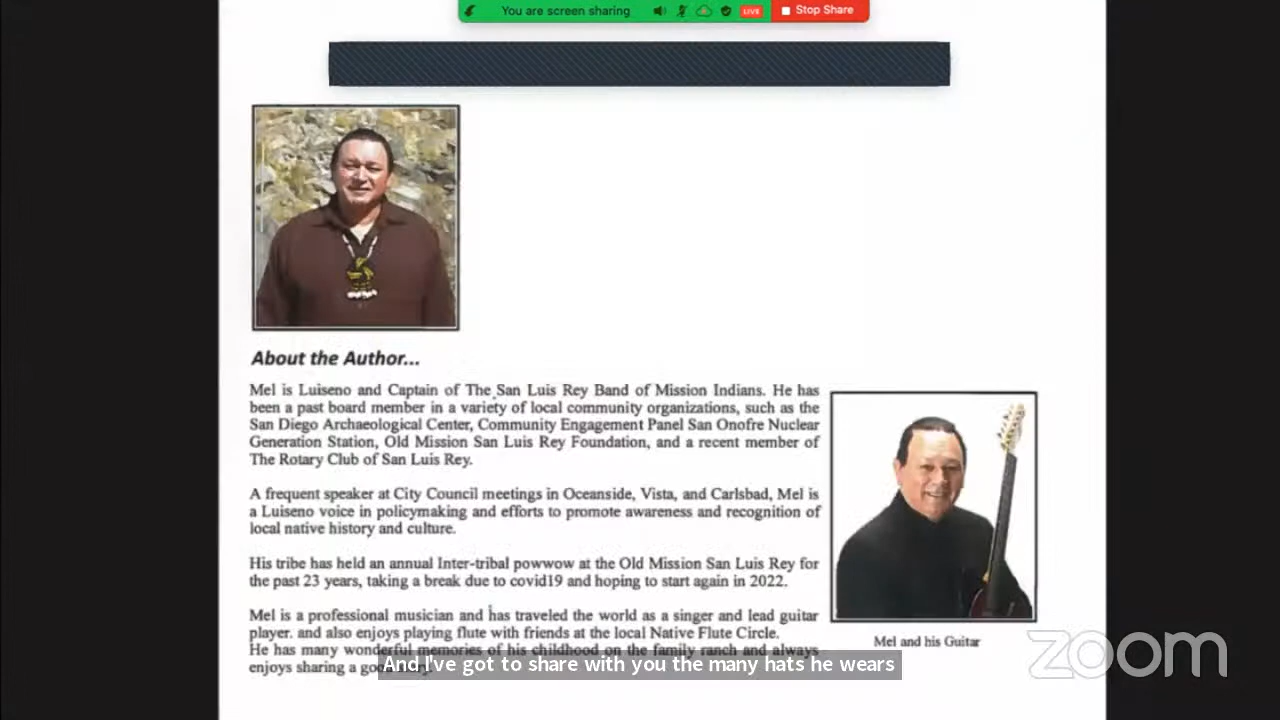 You are screen sharing
LIVE
Stop Share
About the Author...
Mel is Luiseno and Captain of The San Luis Rey Band of Mission Indians. He has
been a past board member in a variety of local community organizations, such as the
San Diego Archaeological Center, Community Engagement Panel San Onofre Nuclear
Generation Station, Old Mission San Luis Rey Foundation, and a recent member of
The Rotary Club of San Luis Rey.
A frequent speaker at City Council meetings in Oceanside, Vista, and Carlsbad, Mel is
a Luiseno voice in policymaking and efforts to promote awareness and recognition of
local native history and culture.
His tribe has held an annual Inter-tribal powwow at the Old Mission San Luis Rey for
the past 23 years, taking a break due to covid19 and hoping to start again in 2022.
Mel is a professional musician and has traveled the world as a singer and lead guitar
player. and also enjoys playing flute with friends at the local Native Flute Circle.
He has many wonderful memories of his childhood on the family ranch and always
enjoys sharing a
Mel and his Guitar
And I've got to share with you the many hats he wears
zoom